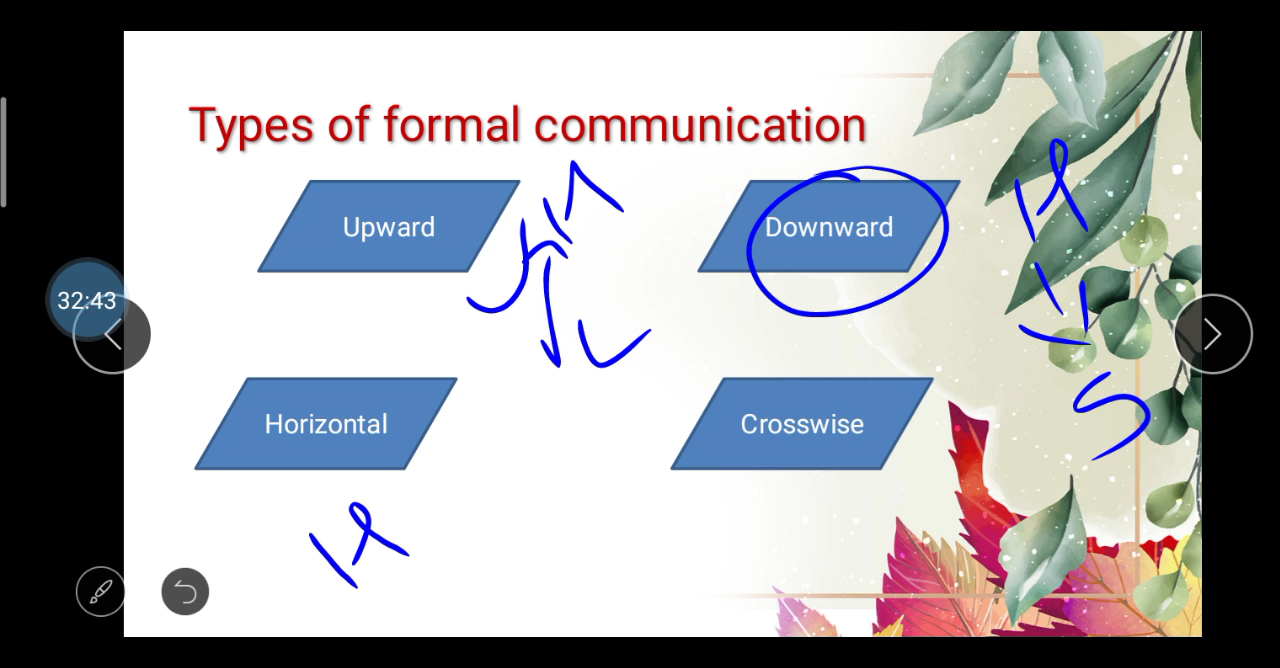 Types of formal communication
Upward
Downward
32:43
Horizontal
Crosswise